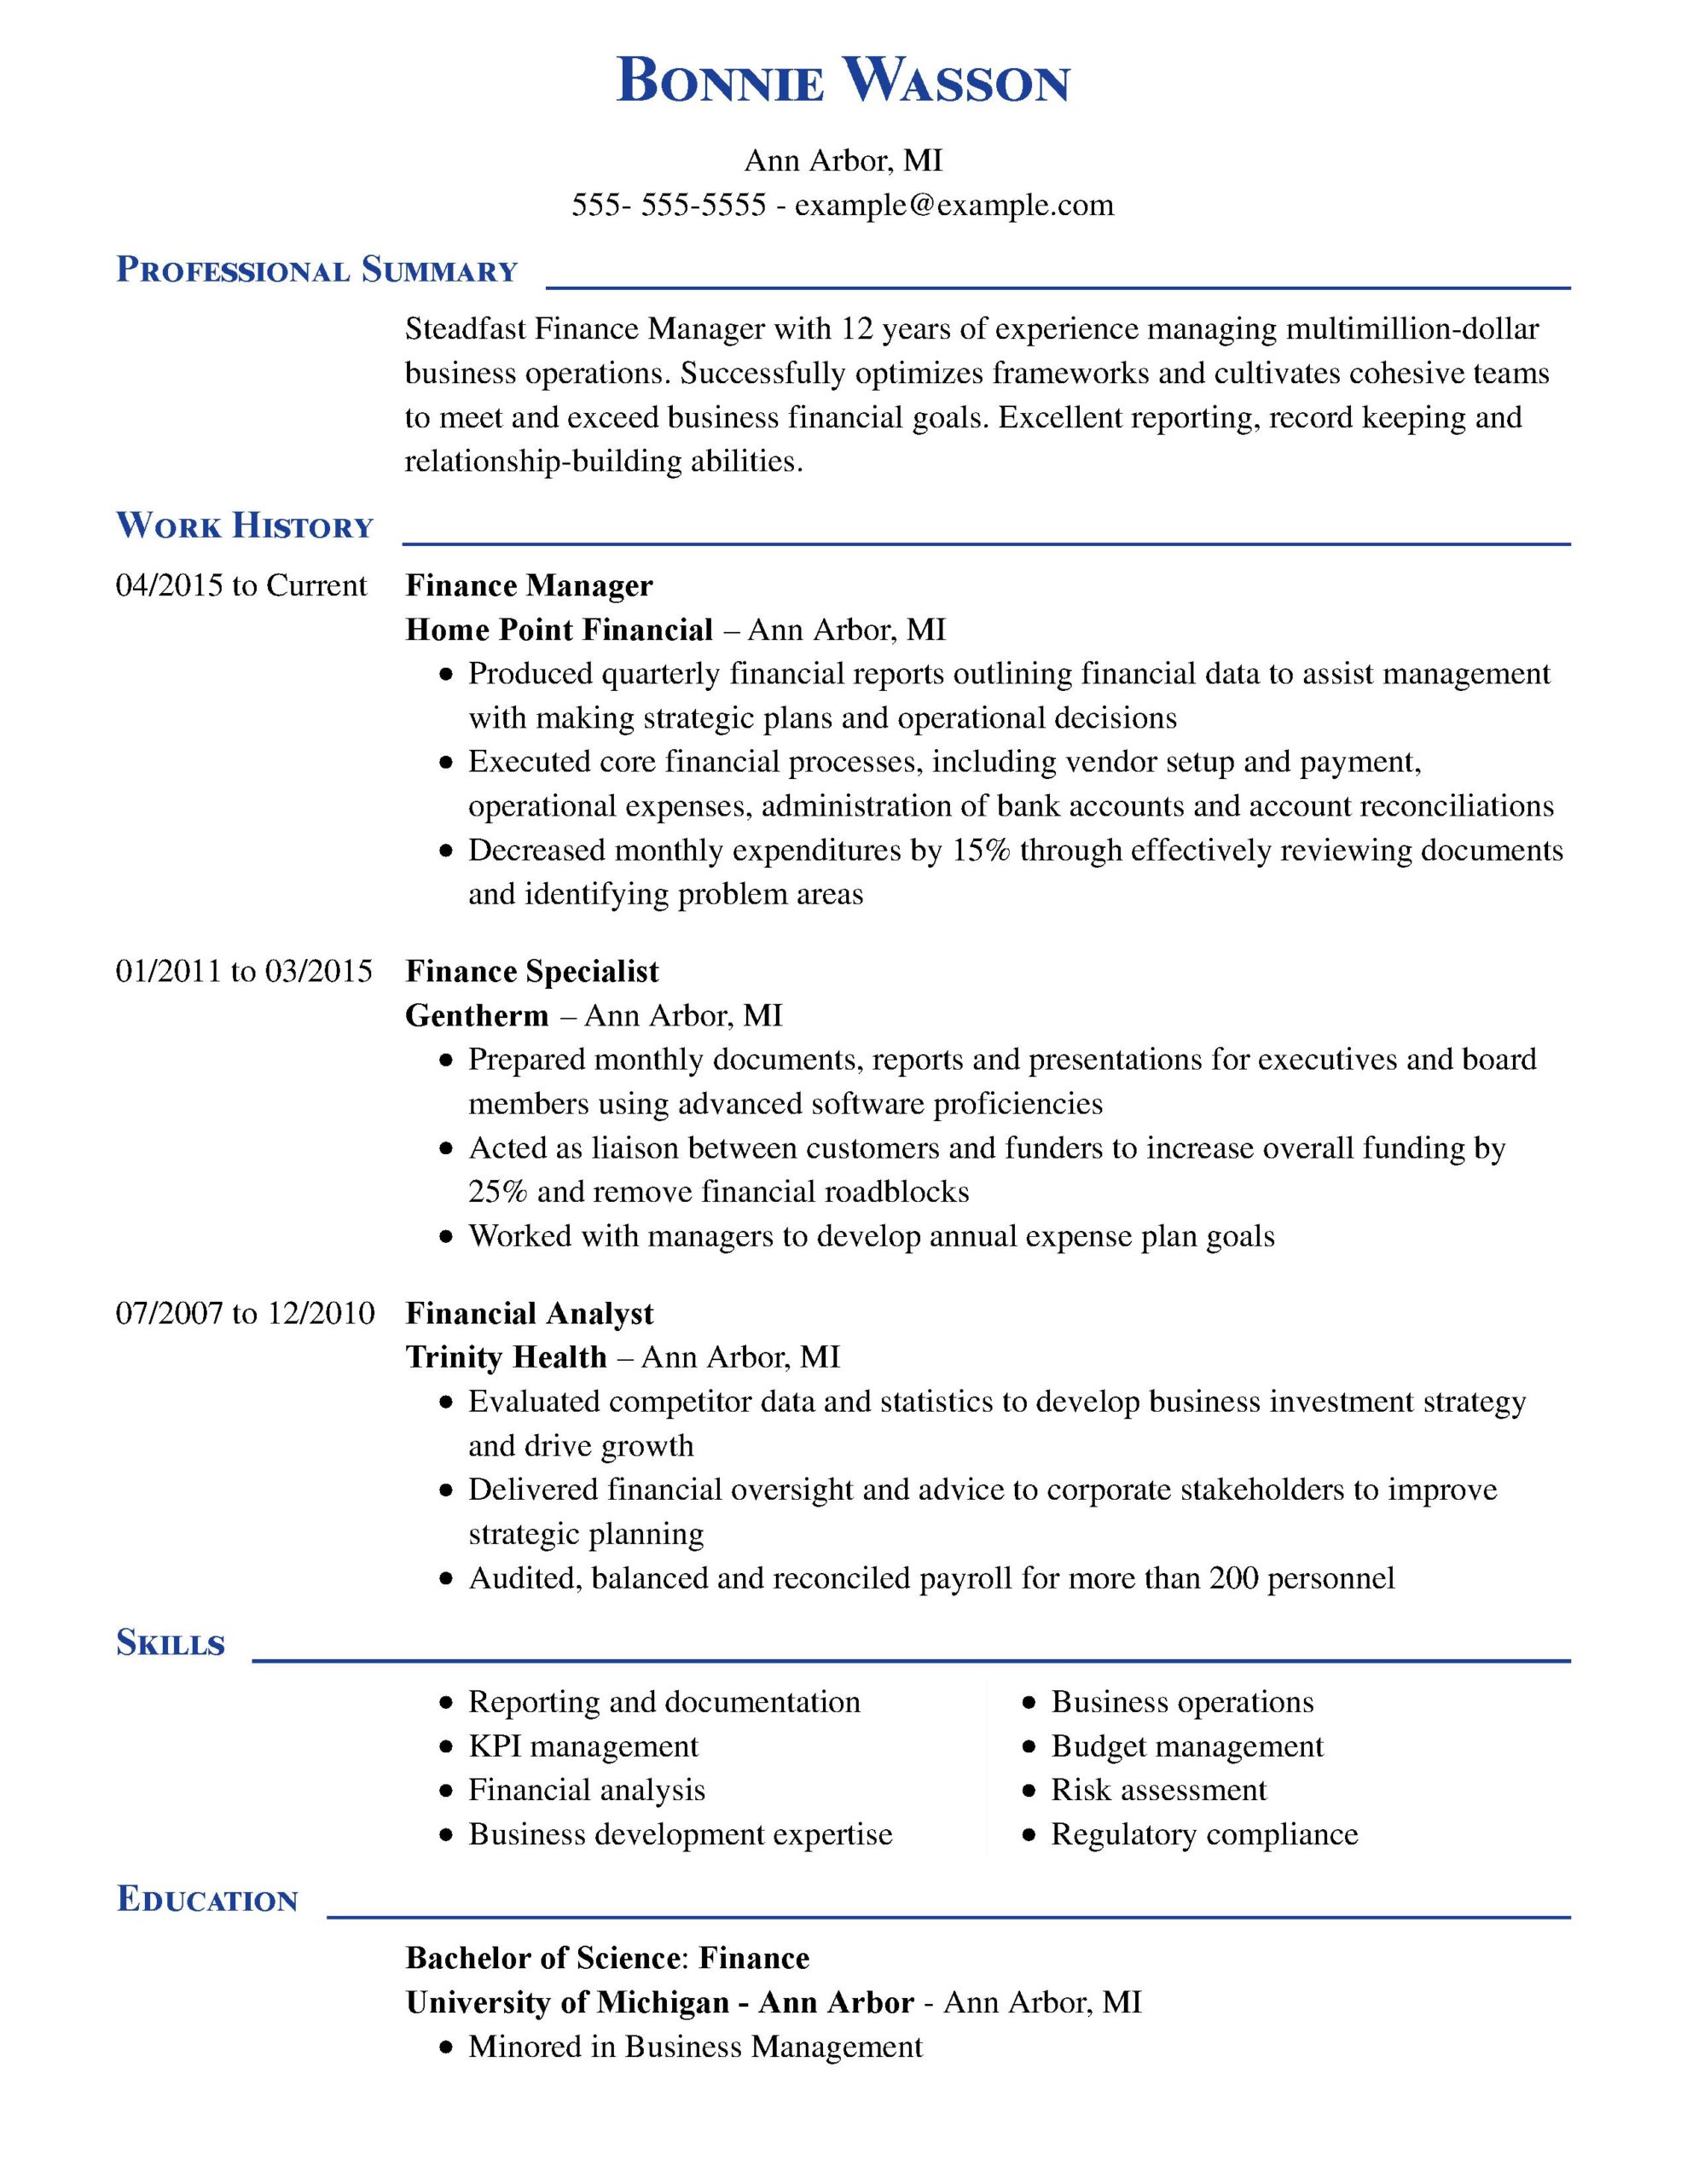 Bonnie Wasson
Ann Arbor, MI
555- 555-5555 - example@example.com
Professional Summary
Steadfast Finance Manager with 12 years of experience managing multimillion-dollar
business operations. Successfully optimizes frameworks and cultivates cohesive teams
to meet and exceed business financial goals. Excellent reporting, record keeping and
relationship-building abilities.
Work History
04/2015 to Current Finance Manager
Home Point Financial – Ann Arbor, MI
• Produced quarterly financial reports outlining financial data to assist management
with making strategic plans and operational decisions
• Executed core financial processes, including vendor setup and payment,
operational expenses, administration of bank accounts and account reconciliations
• Decreased monthly expenditures by 15% through effectively reviewing documents
and identifying problem areas
01/2011 to 03/2015 Finance Specialist
Gentherm – Ann Arbor, MI
• Prepared monthly documents, reports and presentations for executives and board
members using advanced software proficiencies
• Acted as liaison between customers and funders to increase overall funding by
25% and remove financial roadblocks
• Worked with managers to develop annual expense plan goals
07/2007 to 12/2010 Financial Analyst
Trinity Health – Ann Arbor, MI
• Evaluated competitor data and statistics to develop business investment strategy
and drive growth
• Delivered financial oversight and advice to corporate stakeholders to improve
strategic planning
• Audited, balanced and reconciled payroll for more than 200 personnel
Skills
• Reporting and documentation
• KPI management
• Financial analysis
• Business development expertise
• Business operations
• Budget management
• Risk assessment
• Regulatory compliance
Education
Bachelor of Science: Finance
University of Michigan - Ann Arbor - Ann Arbor, MI
• Minored in Business Management